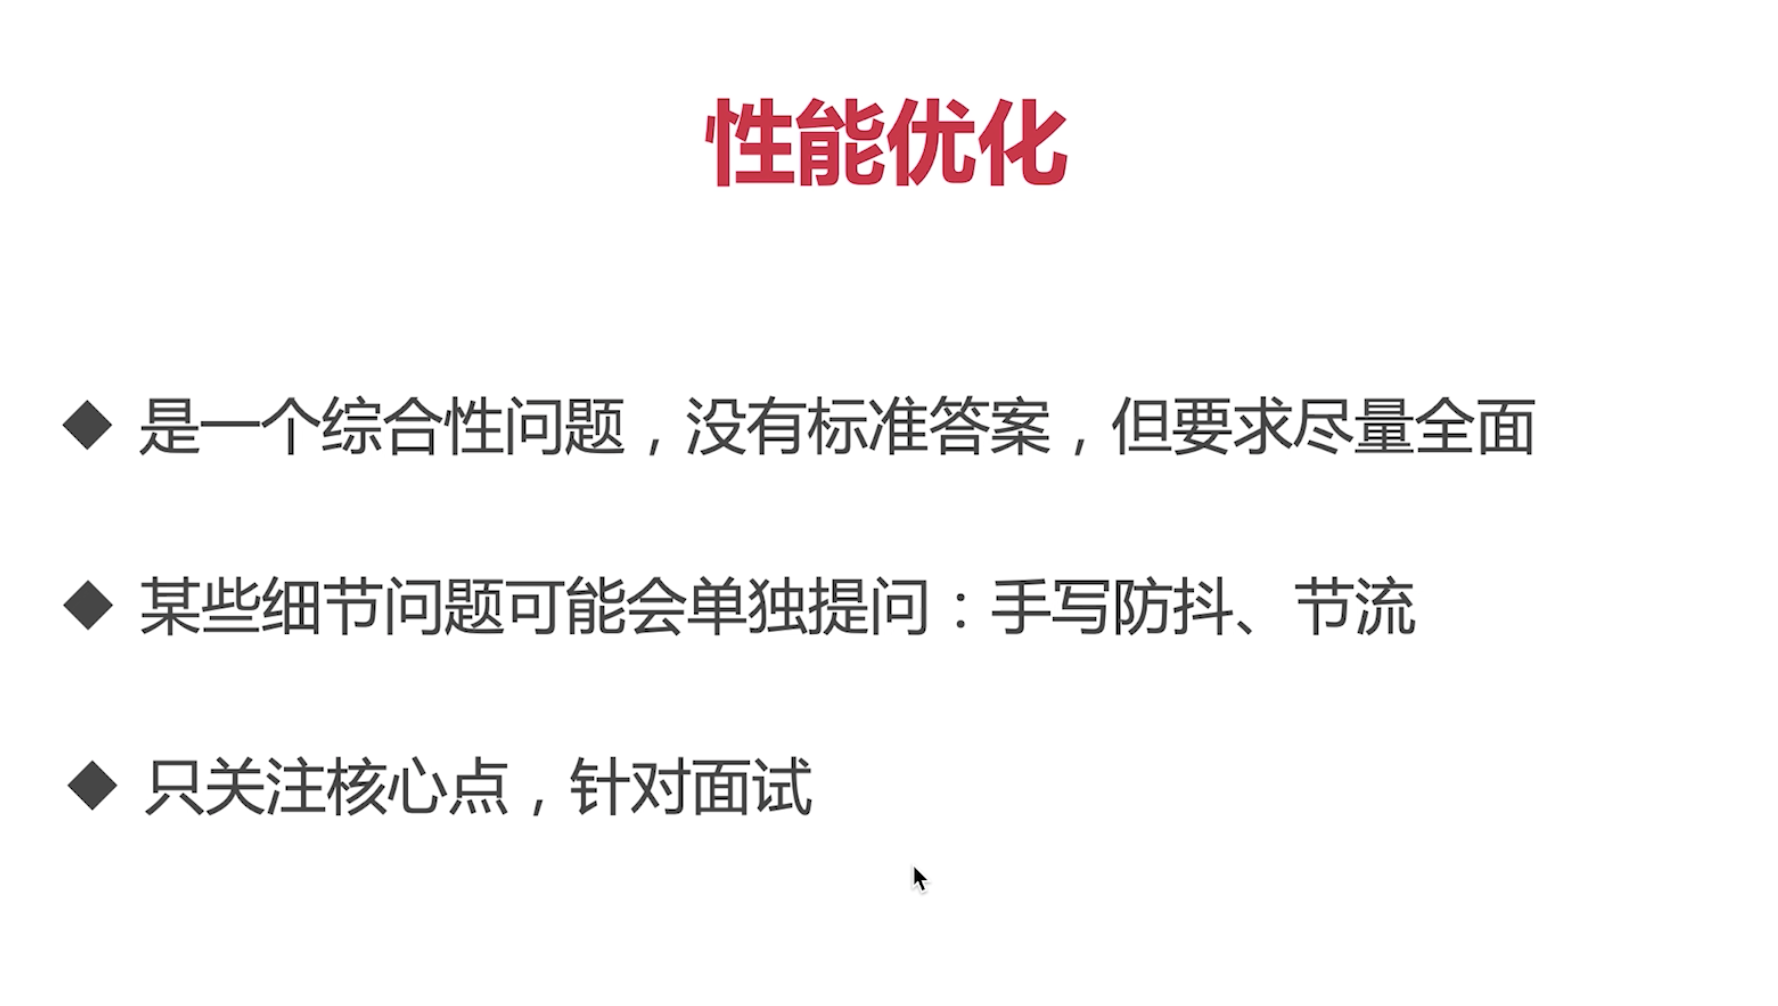 性能优化
◆ 是一个综合性问题，没有标准答案，但要求尽量全面
◆ 某些细节问题可能会单独提问：手写防抖、节流
◆ 只关注核心点，针对面试